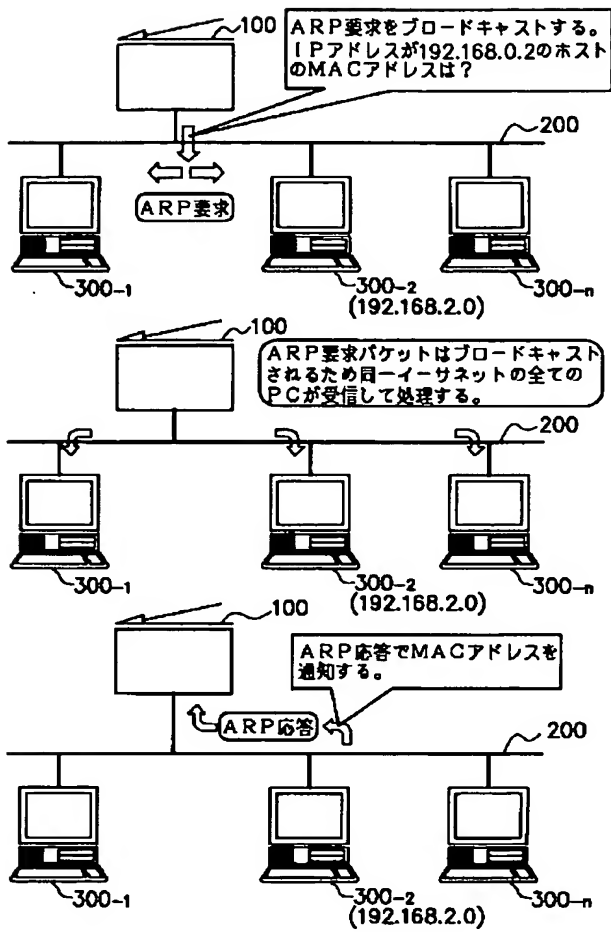 100
ARP要求をブロードキャストする。
IPアドレスが192.168.0.2のホスト
のMACアドレスは?
200
ARP要求
300-1
300-2
(192.168.2.0)
300-n
100
ARP要求パケットはブロードキャスト
されるため同一イーサネットの全ての
PCが受信して処理する。
200
300-1
300-2
(192.168.2.0)
300-n
100
ARP応答でMACアドレスを
通知する。
ARP応答
200
300-1
300-2
(192.168.2.0)
300-n